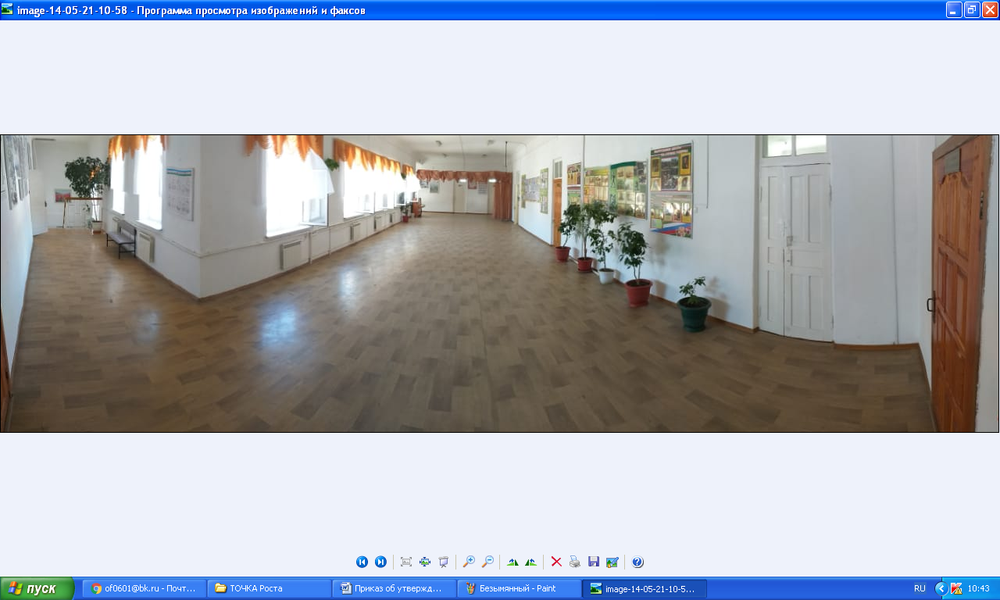 image-14-05-21-10-58 - Программа просмотра изображений и факсов
пуск
of0601@bk.ru - Почт...
ТОЧКА Роста
Приказ об утвержд...
Безымянный - Paint
image-14-05-21-10-5...
RU
10:43